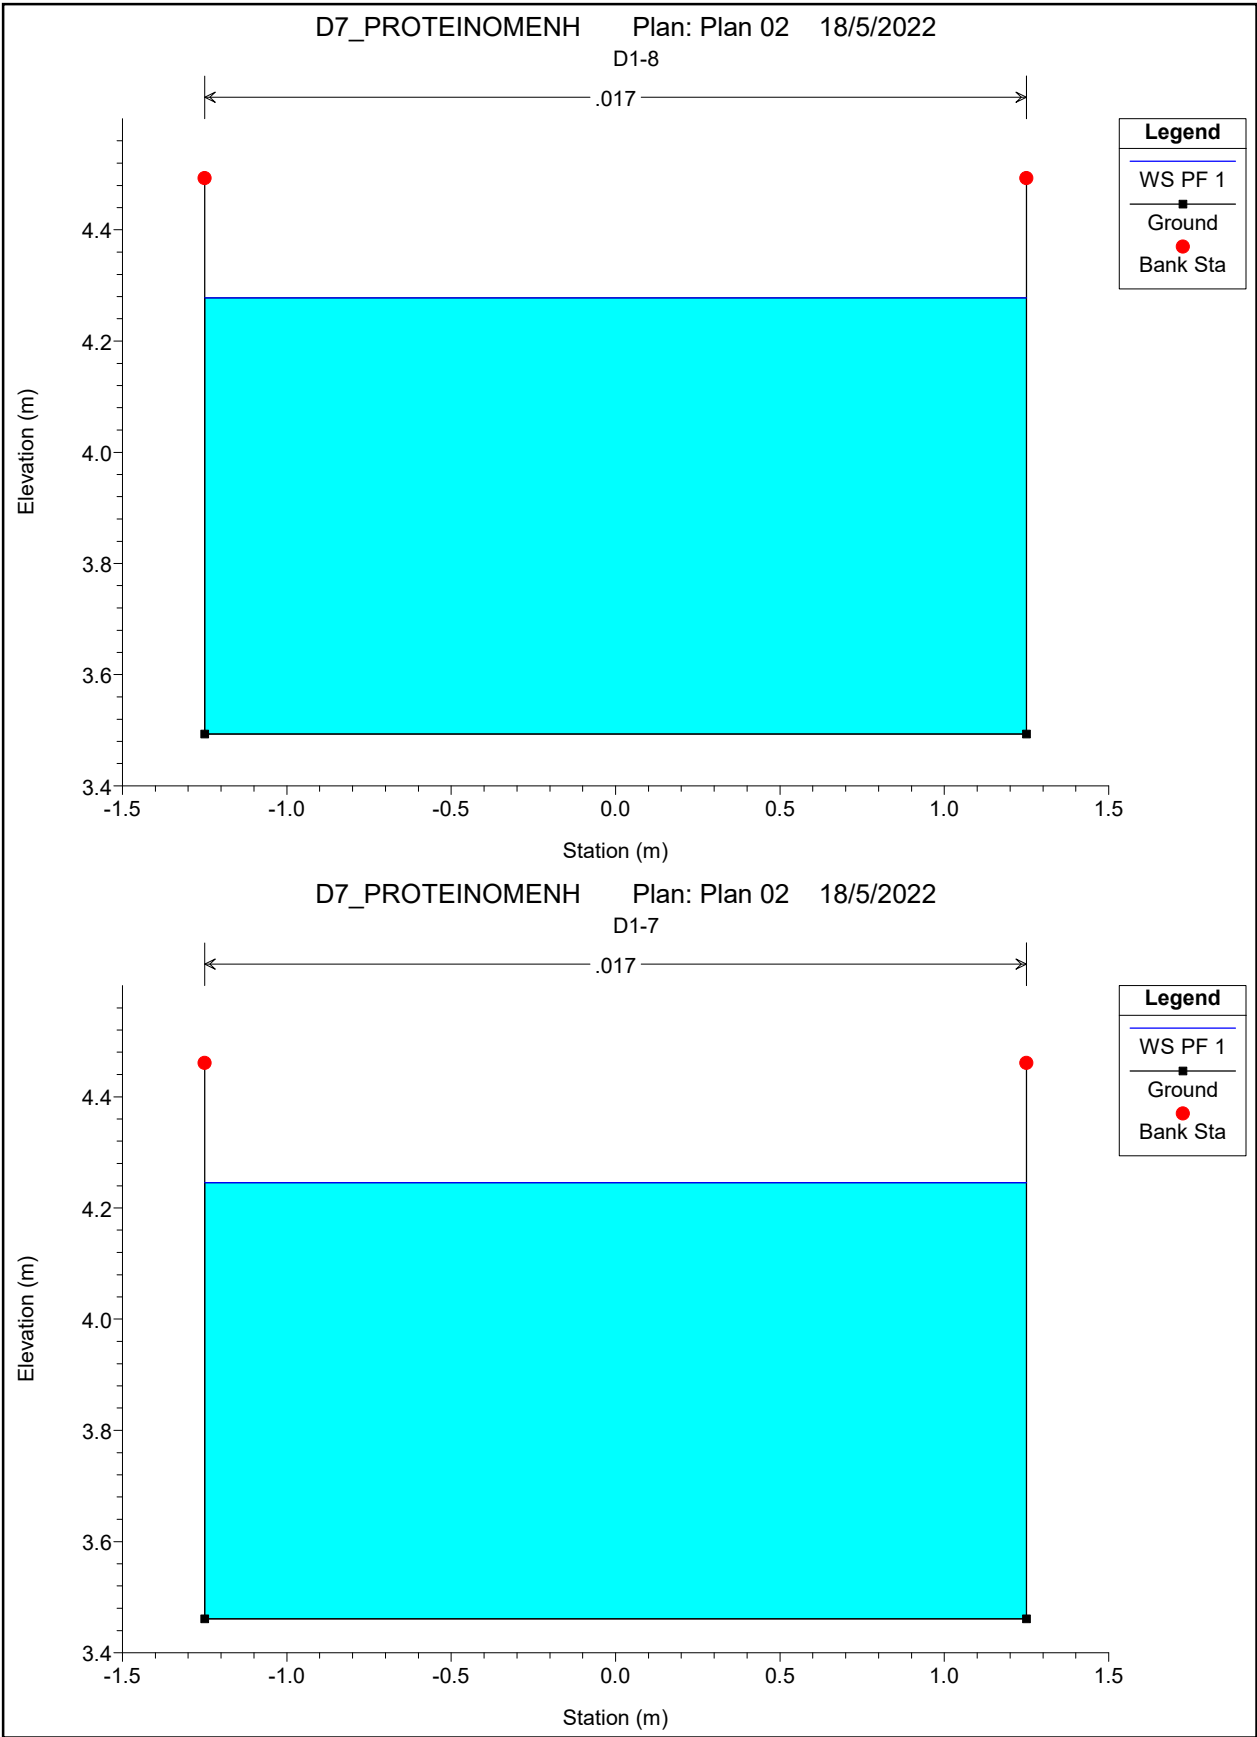 D7_PROTEINOMENH Plan: Plan 02 18/5/2022
D1-8
.017
Legend
WS PF 1
Ground
Bank Sta
4.4
4.2
4.0
3.8
3.6
3.4
Elevation (m)
-1.5 -1.0 -0.5 0.0 0.5 1.0 1.5
Station (m)
D7_PROTEINOMENH Plan: Plan 02 18/5/2022
D1-7
.017
Legend
WS PF 1
Ground
Bank Sta
4.4
4.2
4.0
3.8
3.6
3.4
Elevation (m)
-1.5 -1.0 -0.5 0.0 0.5 1.0 1.5
Station (m)